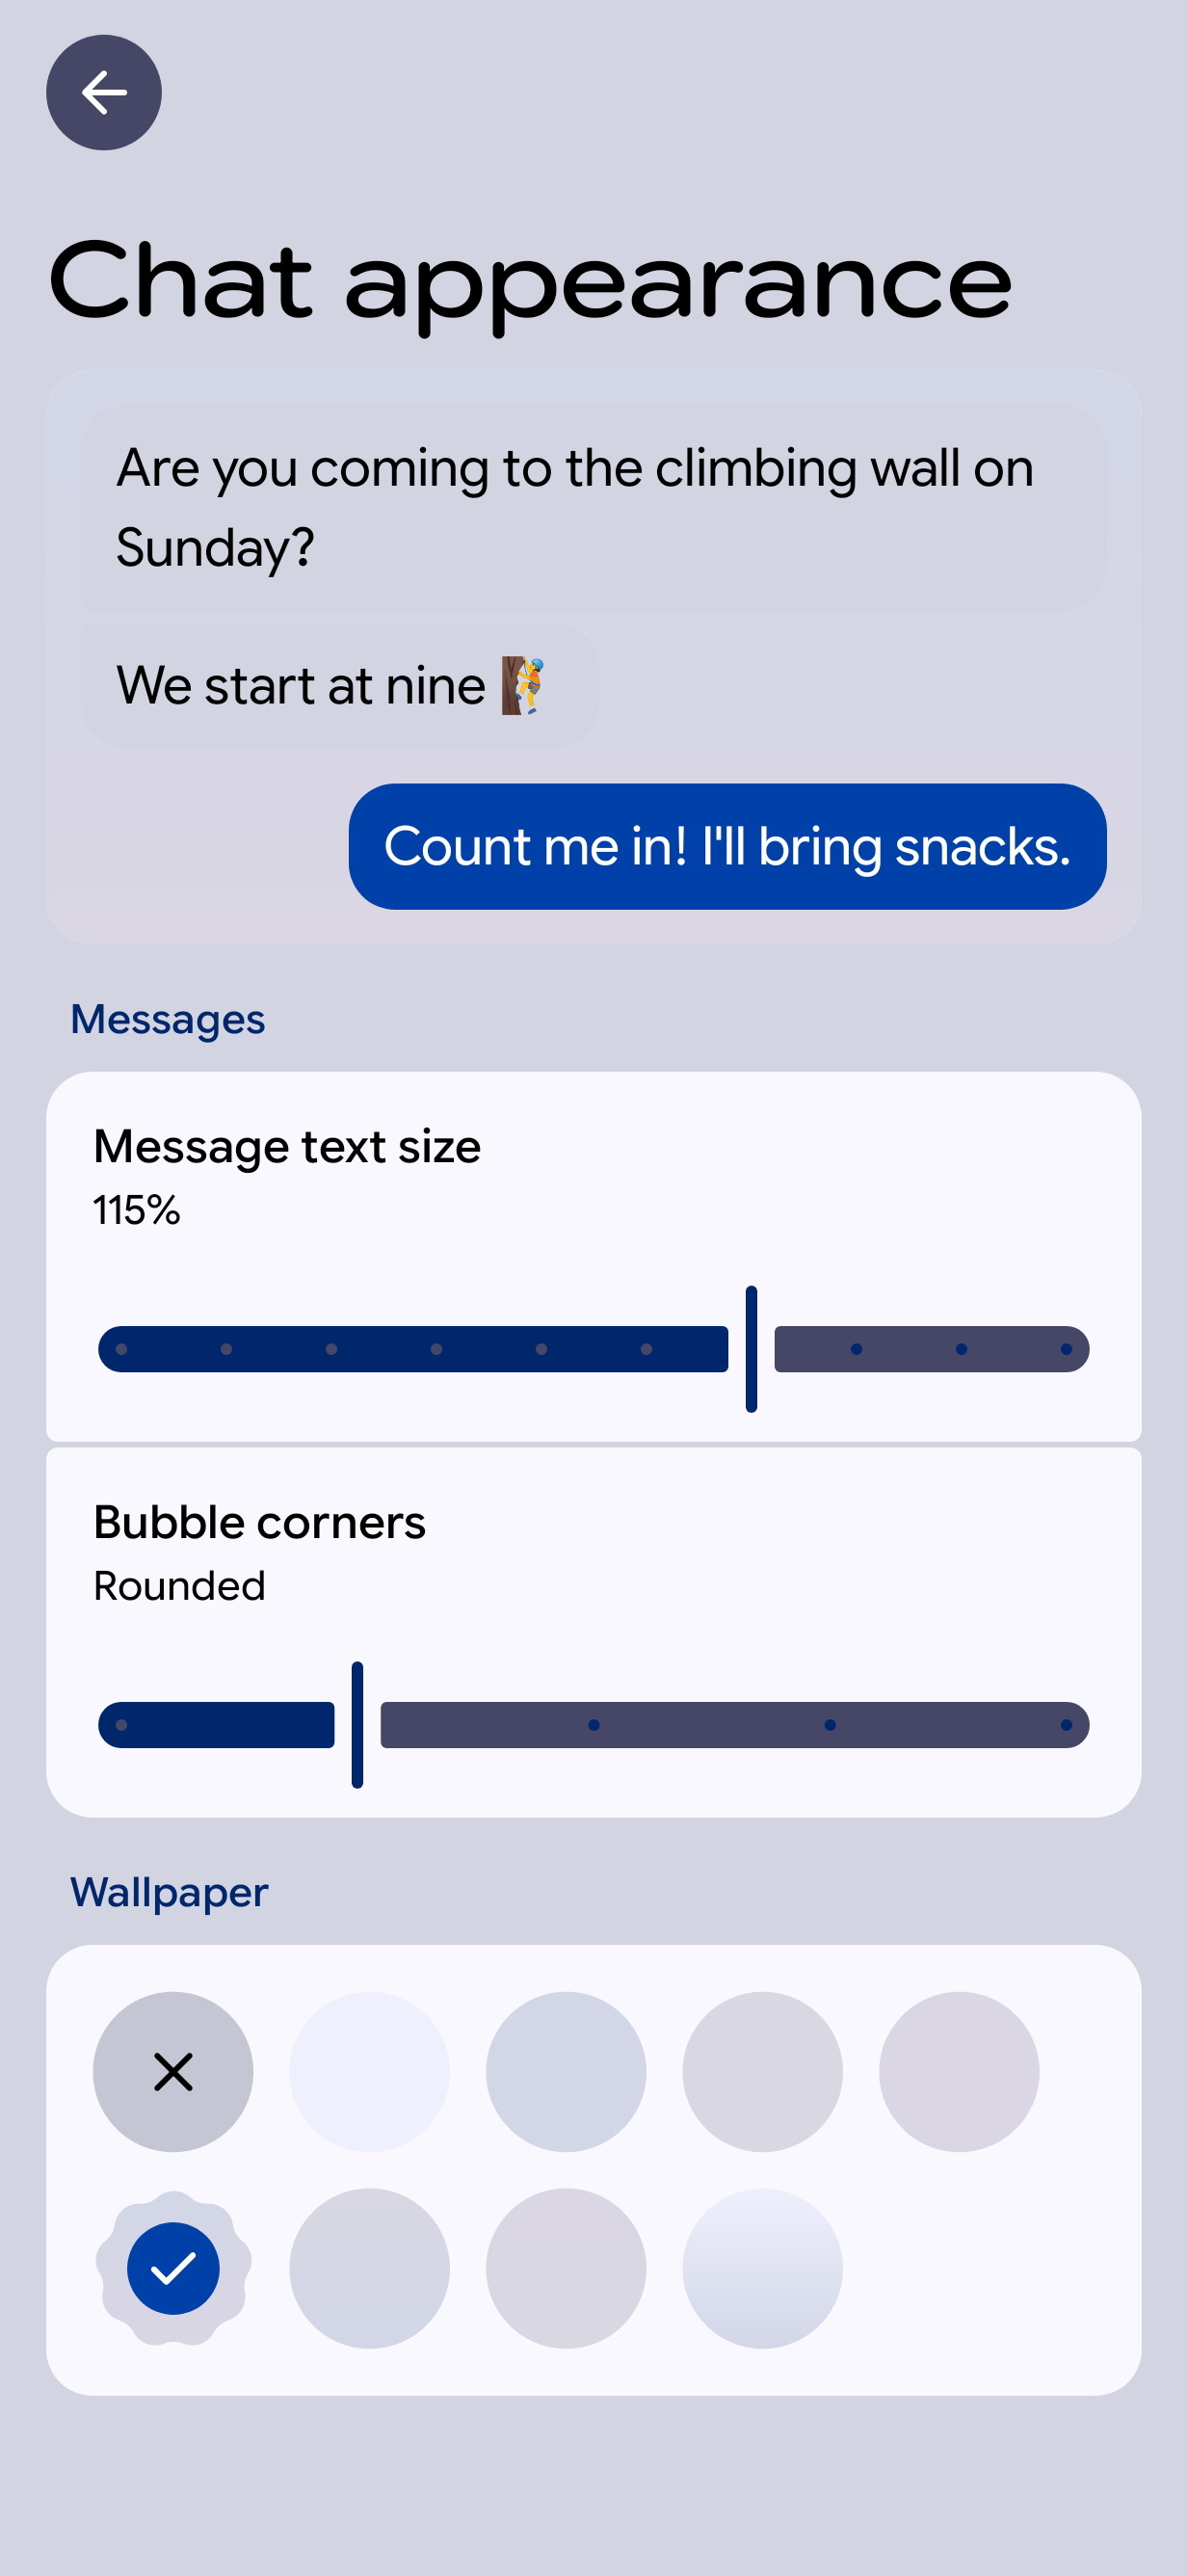 Chat appearance
Are you coming to the climbing wall on
Sunday?
We start at nine 🧗
Count me in! I'll bring snacks.
Messages
Message text size
115%
Bubble corners
Rounded
Wallpaper